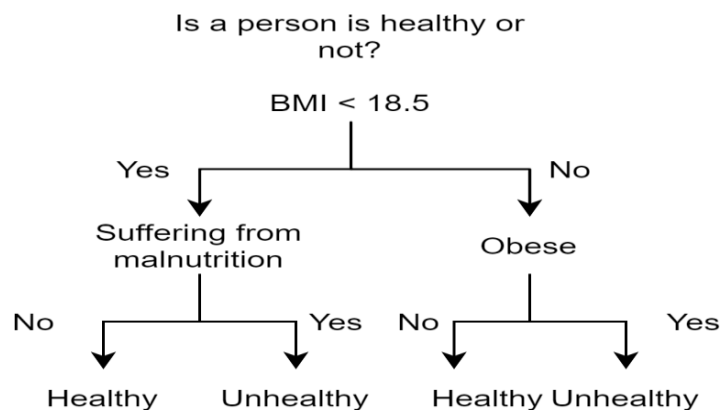 Is a person is healthy or
not?
BMI < 18.5
Yes
No
Suffering from
malnutrition
Obese
No
Yes
No
Yes
Healthy
Unhealthy
Healthy
Unhealthy